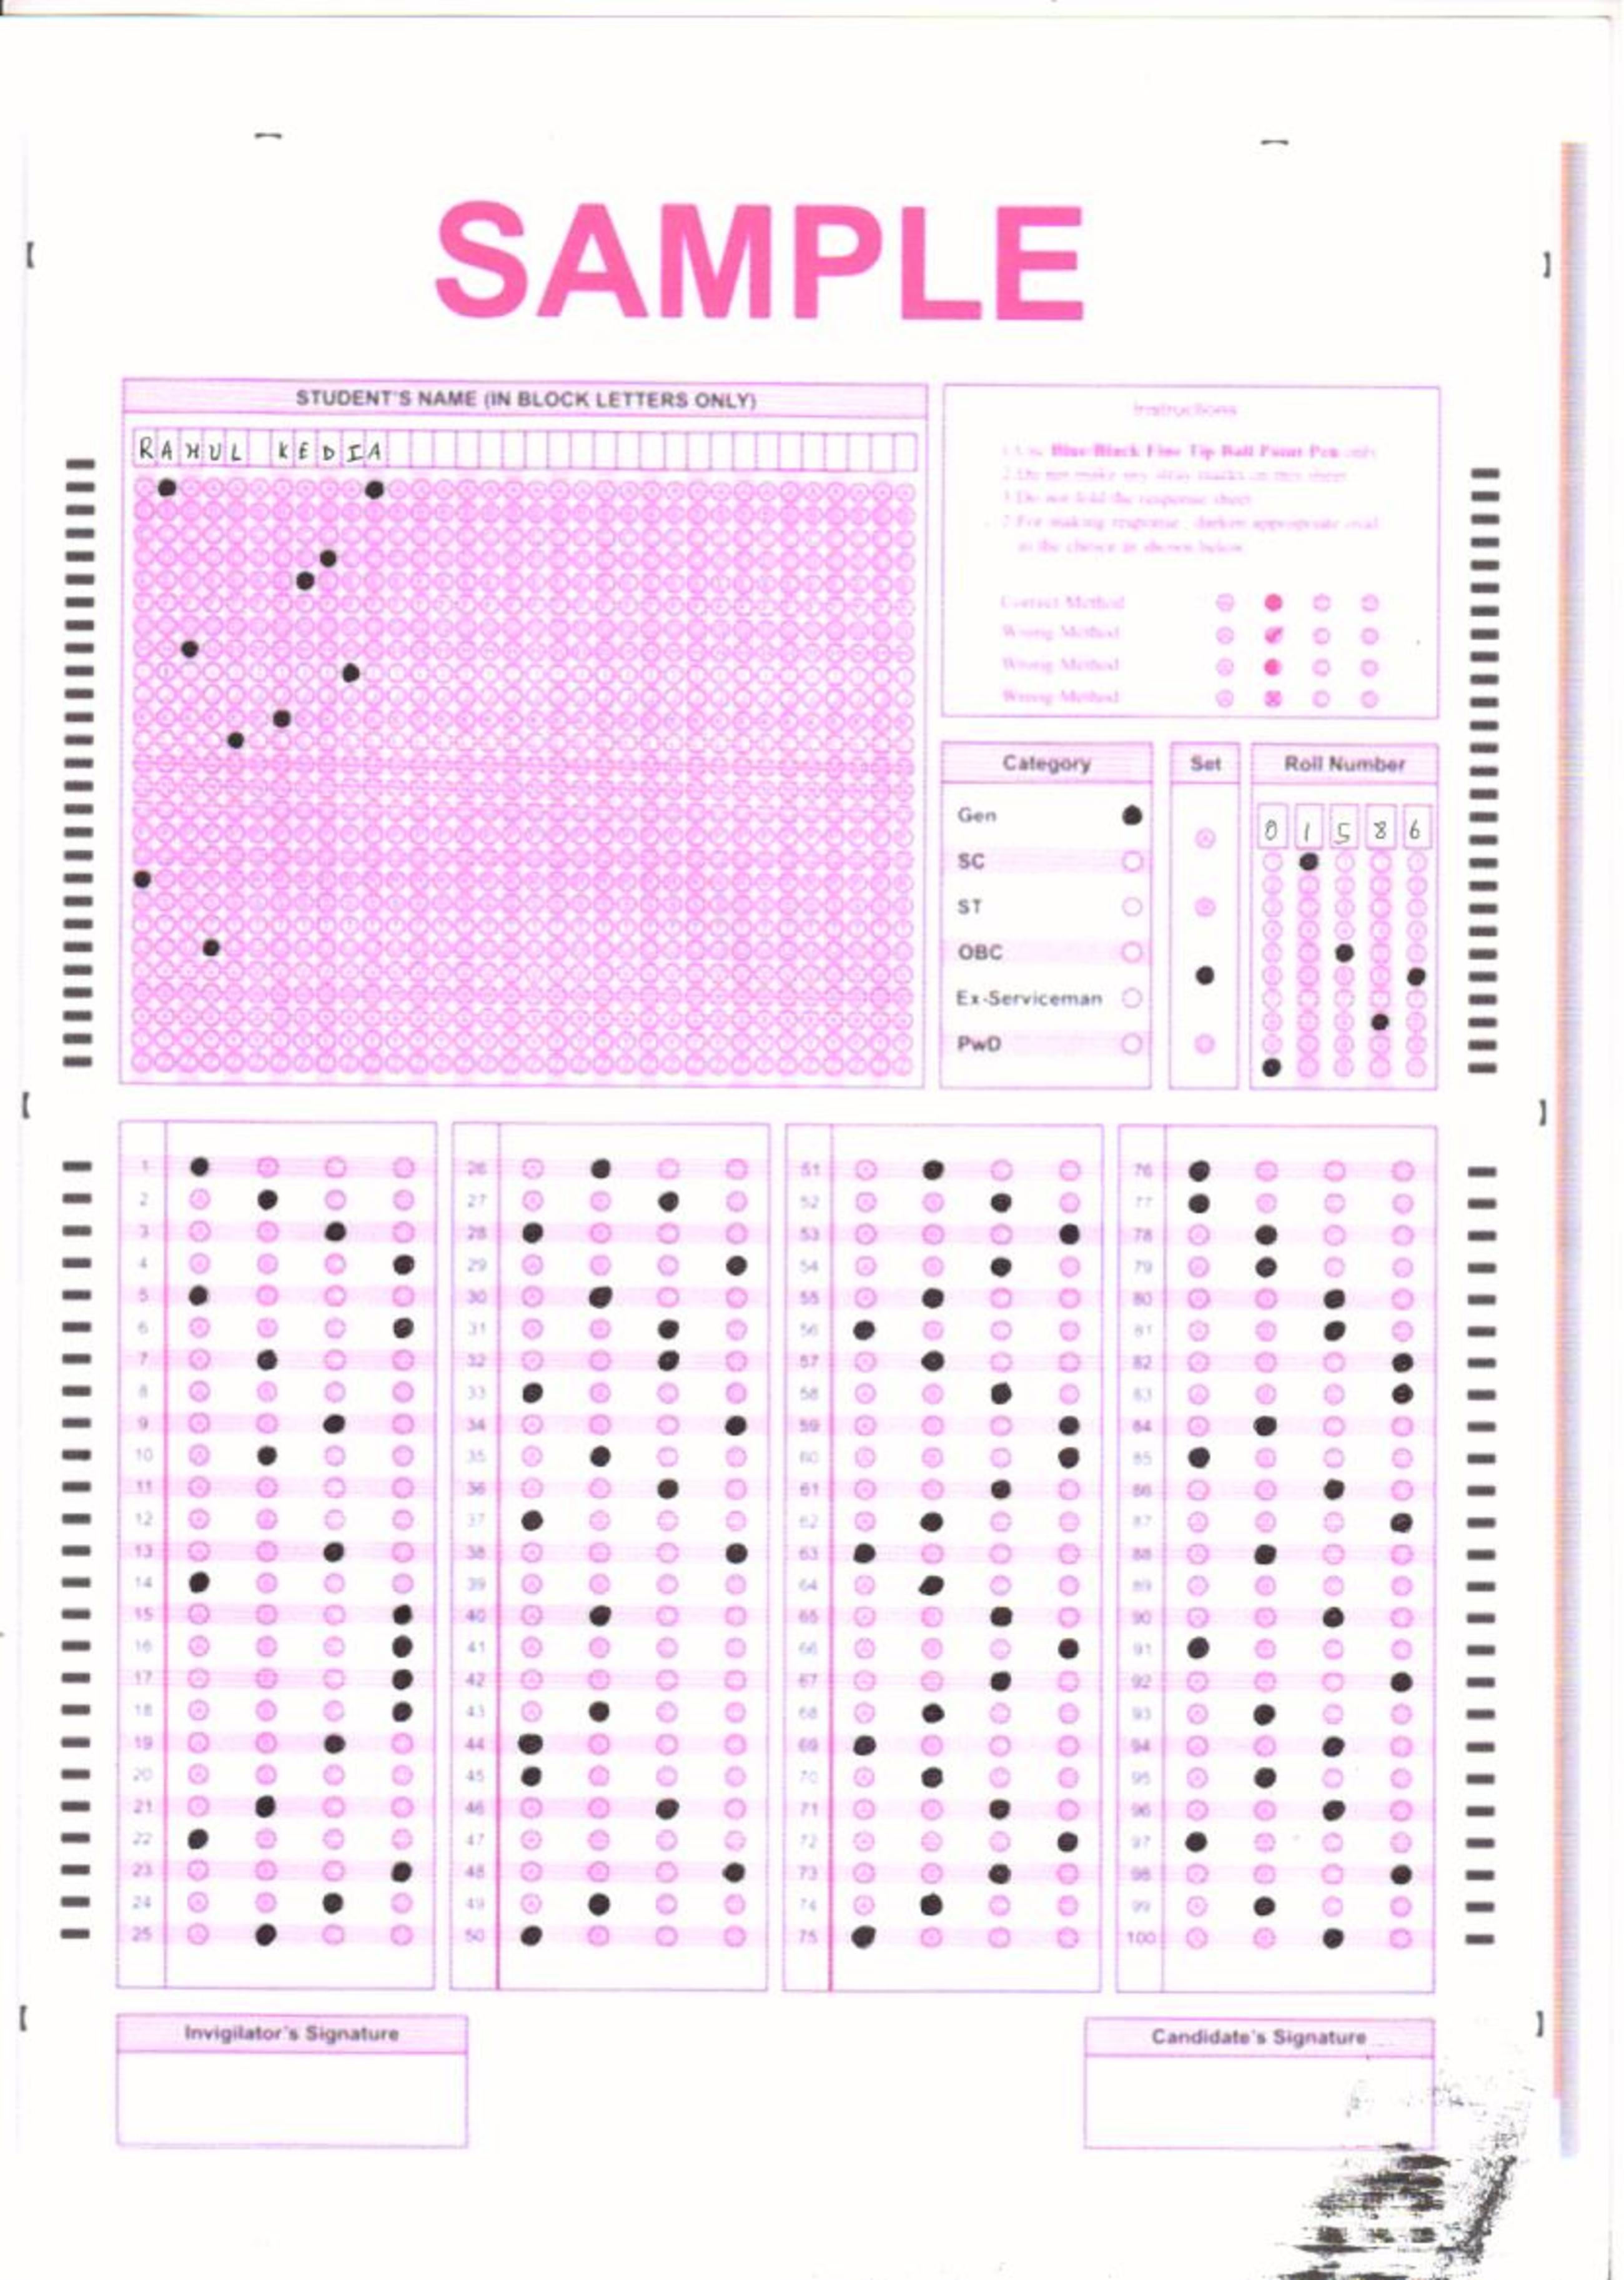 SAMPLE
STUDENT'S NAME (IN BLOCK LETTERS ONLY)
RAHUL KEDIA
Instructions
1.Use Blue/Black Fine Tip Ball Point Pen only
2.Do not make any stray marks on this sheet
3.Do not fold the response sheet
2.For making response, darken appropriate oval
in the choice as shown below
Correct Method
Wrong Method
Wrong Method
Wrong Method
Category
Gen
SC
ST
OBC
Ex-Serviceman
PwD
Set
Roll Number
0 1 5 8 6
1 26 51 76
2 27 52 77
3 28 53 78
4 29 54 79
5 30 55 80
6 31 56 81
7 32 57 82
8 33 58 83
9 34 59 84
10 35 60 85
11 36 61 86
12 37 62 87
13 38 63 88
14 39 64 89
15 40 65 90
16 41 66 91
17 42 67 92
18 43 68 93
19 44 69 94
20 45 70 95
21 46 71 96
22 47 72 97
23 48 73 98
24 49 74 99
25 50 75 100
Invigilator's Signature
Candidate's Signature